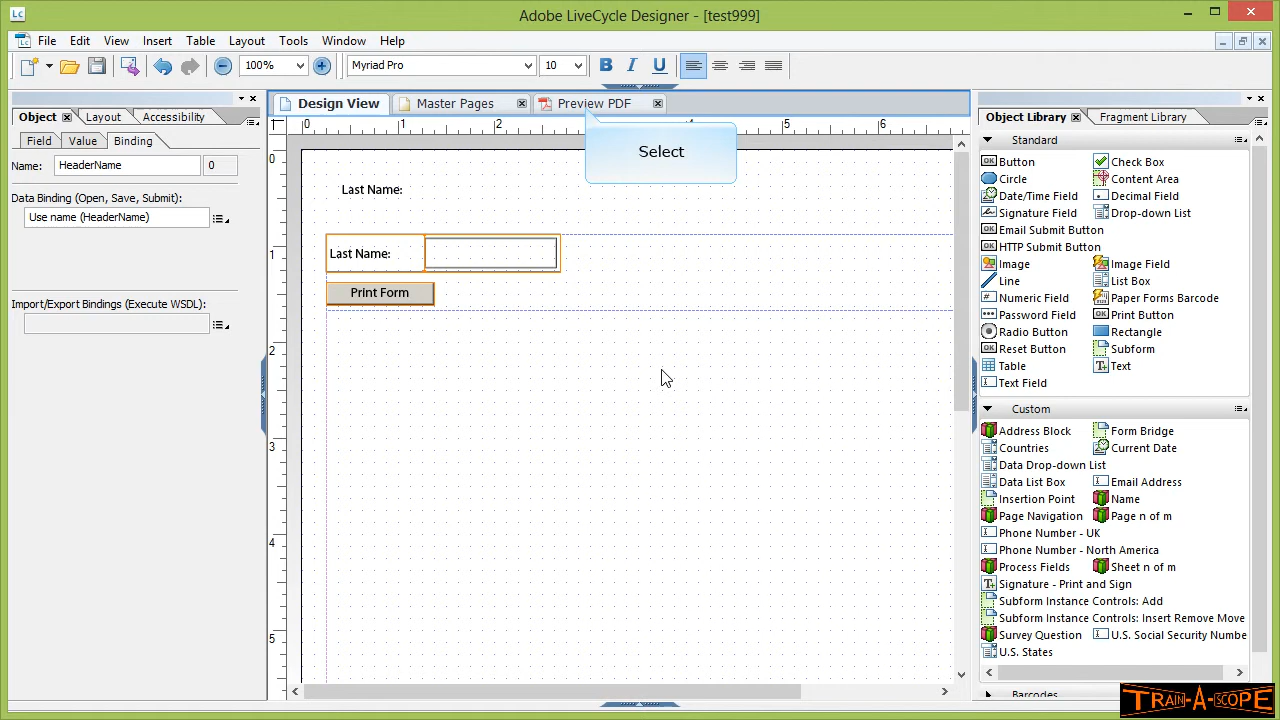 Lc
Adobe LiveCycle Designer - [test999]
File Edit View Insert Table Layout Tools Window Help
100% Myriad Pro 10 B I U
Object Layout Accessibility
Field Value Binding
Name: HeaderName 0
Data Binding (Open, Save, Submit):
Use name (HeaderName)
Import/Export Bindings (Execute WSDL):
Design View Master Pages Preview PDF
0 1 2 4 5 6
Select
0
1
2
3
4
5
Last Name:
Last Name:
Print Form
Object Library Fragment Library
Standard
Button Check Box
Circle Content Area
Date/Time Field Decimal Field
Signature Field Drop-down List
Email Submit Button
HTTP Submit Button
Image Image Field
Line List Box
Numeric Field Paper Forms Barcode
Password Field Print Button
Radio Button Rectangle
Reset Button Subform
Table Text
Text Field
Custom
Address Block Form Bridge
Countries Current Date
Data Drop-down List
Data List Box Email Address
Insertion Point Name
Page Navigation Page n of m
Phone Number - UK
Phone Number - North America
Process Fields Sheet n of m
Signature - Print and Sign
Subform Instance Controls: Add
Subform Instance Controls: Insert Remove Move
Survey Question U.S. Social Security Numbe
U.S. States
Barcodes
TRAIN-A-SCOPE